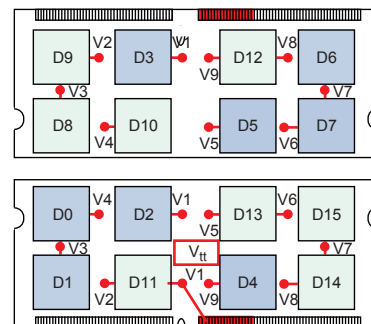 V2 V1 V8
D9 D3 D12 D6
V9
V3 V7
D8 D10 D5 D7
V4 V5 V6
V4 V1 V6
D0 D2 D13 D15
V5
V3 Vtt V7
V1
D1 D11 D4 D14
V2 V9 V8